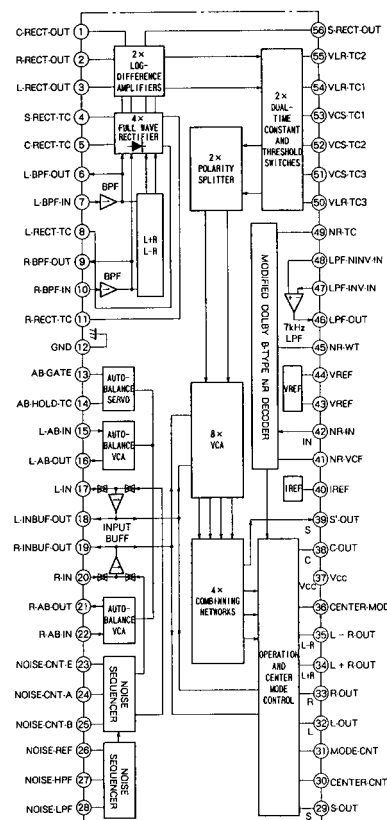 C-RECT-OUT 1
R-RECT-OUT 2
L-RECT-OUT 3
S-RECT-TC 4
C-RECT-TC 5
L-BPF-OUT 6
L-BPF-IN 7
L-RECT-TC 8
R-BPF-OUT 9
R-BPF-IN 10
R-RECT-TC 11
GND 12
AB-GATE 13
AB-HOLD-TC 14
L-AB-IN 15
L-AB-OUT 16
L-IN 17
L-INBUF-OUT 18
R-INBUF-OUT 19
R-IN 20
R-AB-OUT 21
R-AB-IN 22
NOISE-CNT-E 23
NOISE-CNT-A 24
NOISE-CNT-B 25
NOISE-REF 26
NOISE-HPF 27
NOISE-LPF 28
2×
LOG-
DIFFERENCE
AMPLIFIERS
4×
FULL WAVE
RECTIFIER
BPF
BPF
L+R
L-R
AUTO-
BALANCE
SERVO
AUTO-
BALANCE
VCA
INPUT
BUFF
AUTO-
BALANCE
VCA
NOISE
SEQUENCER
NOISE
SEQUENCER
2×
POLARITY
SPLITTER
8×
VCA
4×
COMBINNING
NETWORKS
2×
DUAL-
TIME
CONSTANT
AND
THRESHOLD
SWITCHES
MODIFIED DOLBY B-TYPE NR DECODER
7kHz
LPF
VREF
IN
IREF
OPERATION
AND
CENTER
MODE
CONTROL
S
C
VCC
L-R
L+R
R
L
S
56 S-RECT-OUT
55 VLR-TC2
54 VLR-TC1
53 VCS-TC1
52 VCS-TC2
51 VCS-TC3
50 VLR-TC3
49 NR-TC
48 LPF-NINV-IN
47 LPF-INV-IN
46 LPF-OUT
45 NR-WT
44 VREF
43 VREF
42 NR-IN
41 NR-VCF
40 IREF
39 S'-OUT
38 C-OUT
37 Vcc
36 CENTER-MOD
35 L-R-OUT
34 L+R-OUT
33 R-OUT
32 L-OUT
31 MODE-CNT
30 CENTER-CNT
29 S-OUT